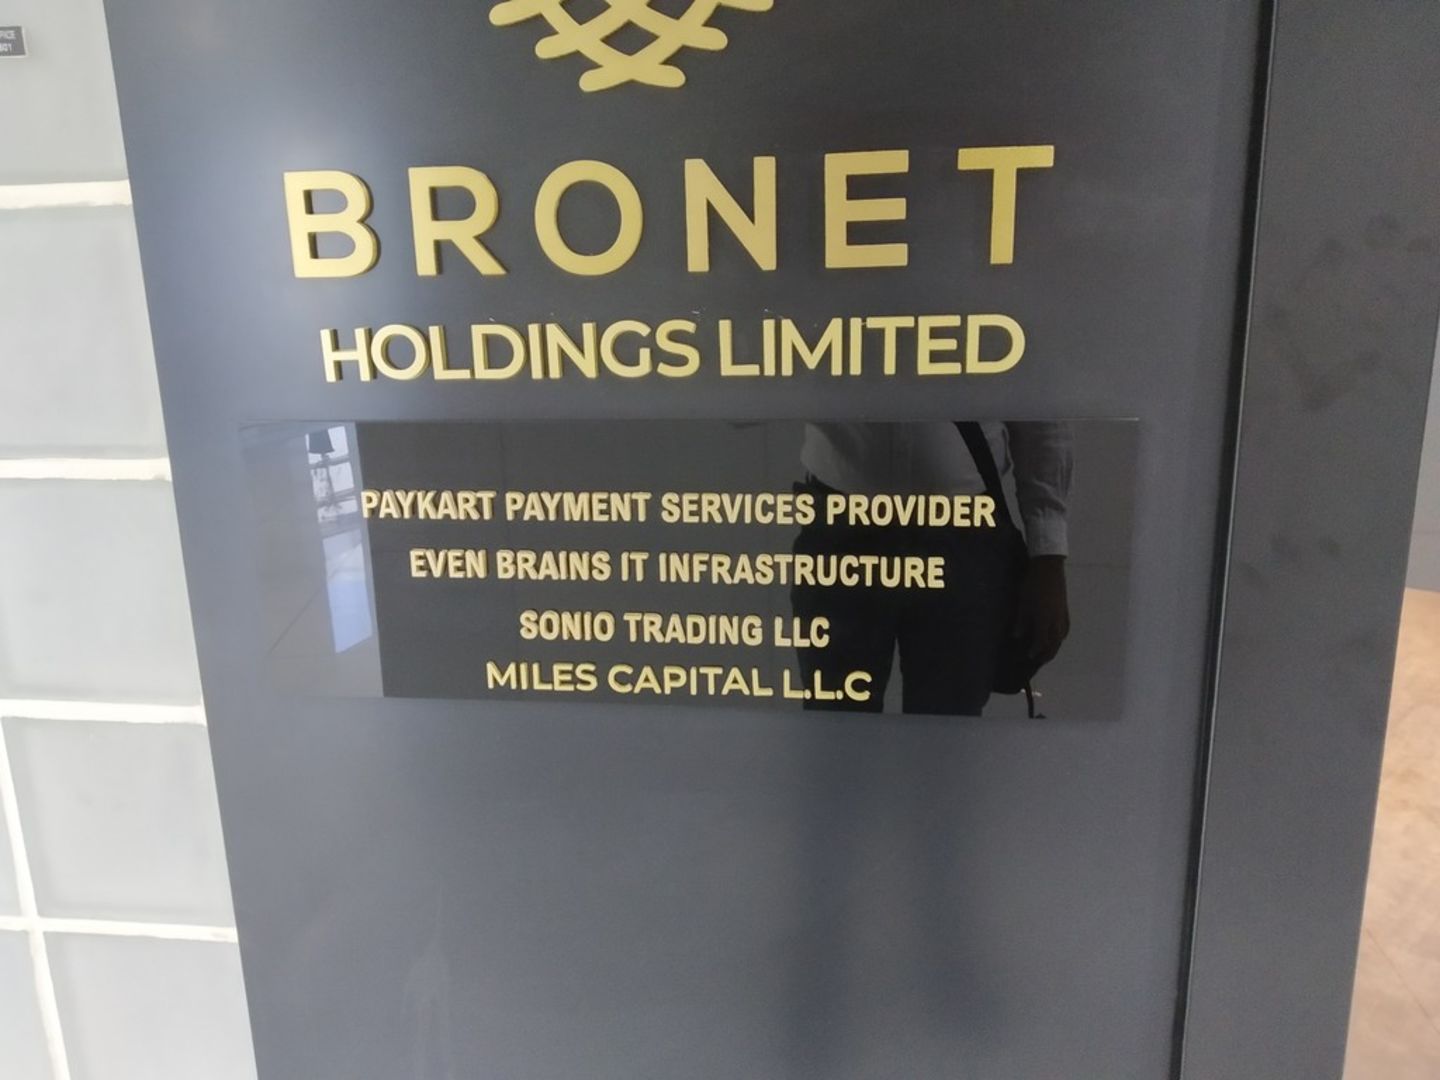 BRONET
HOLDINGS LIMITED
PAYKART PAYMENT SERVICES PROVIDER
EVEN BRAINS IT INFRASTRUCTURE
SONIO TRADING LLC
MILES CAPITAL L.L.C